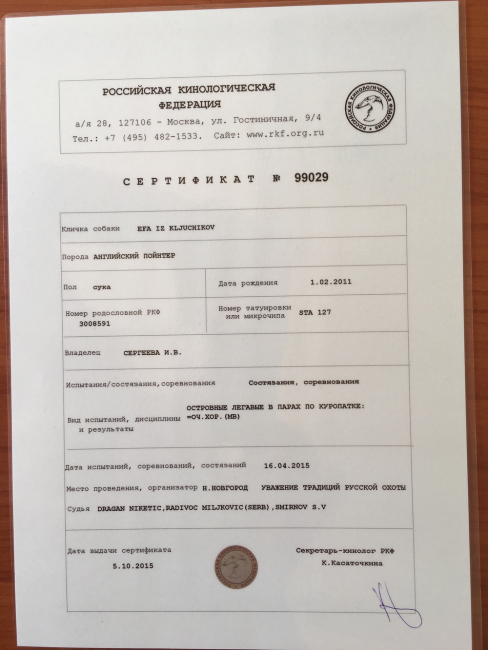 РОССИЙСКАЯ КИНОЛОГИЧЕСКАЯ
ФЕДЕРАЦИЯ
а/я 28, 127106 - Москва, ул. Гостиничная, 9/4
Тел.: +7 (495) 482-1533. Сайт: www.rkf.org.ru
РОССИЙСКАЯ КИНОЛОГИЧЕСКАЯ ФЕДЕРАЦИЯ
СЕРТИФИКАТ № 99029
Кличка собаки EFA IZ KLJUCHIKOV
Порода АНГЛИЙСКИЙ ПОЙНТЕР
Пол сука
Дата рождения 1.02.2011
Номер родословной РКФ
3008591
Номер татуировки
или микрочипа STA 127
Владелец СЕРГЕЕВА И.В.
Испытания/состязания,соревнования Состязания, соревнования
ОСТРОВНЫЕ ЛЕГАВЫЕ В ПАРАХ ПО КУРОПАТКЕ:
Вид испытаний, дисциплины =ОЧ.ХОР.(МВ)
и результаты
Дата испытаний, соревнований, состязаний 16.04.2015
Место проведения, организатор Н.НОВГОРОД УВАЖЕНИЕ ТРАДИЦИЙ РУССКОЙ ОХОТЫ
Судья DRAGAN NIKETIC,RADIVOC MILJKOVIC(SERB),SMIRNOV S.V
Дата выдачи сертификата
5.10.2015
Секретарь-кинолог РКФ
К.Касаточкина